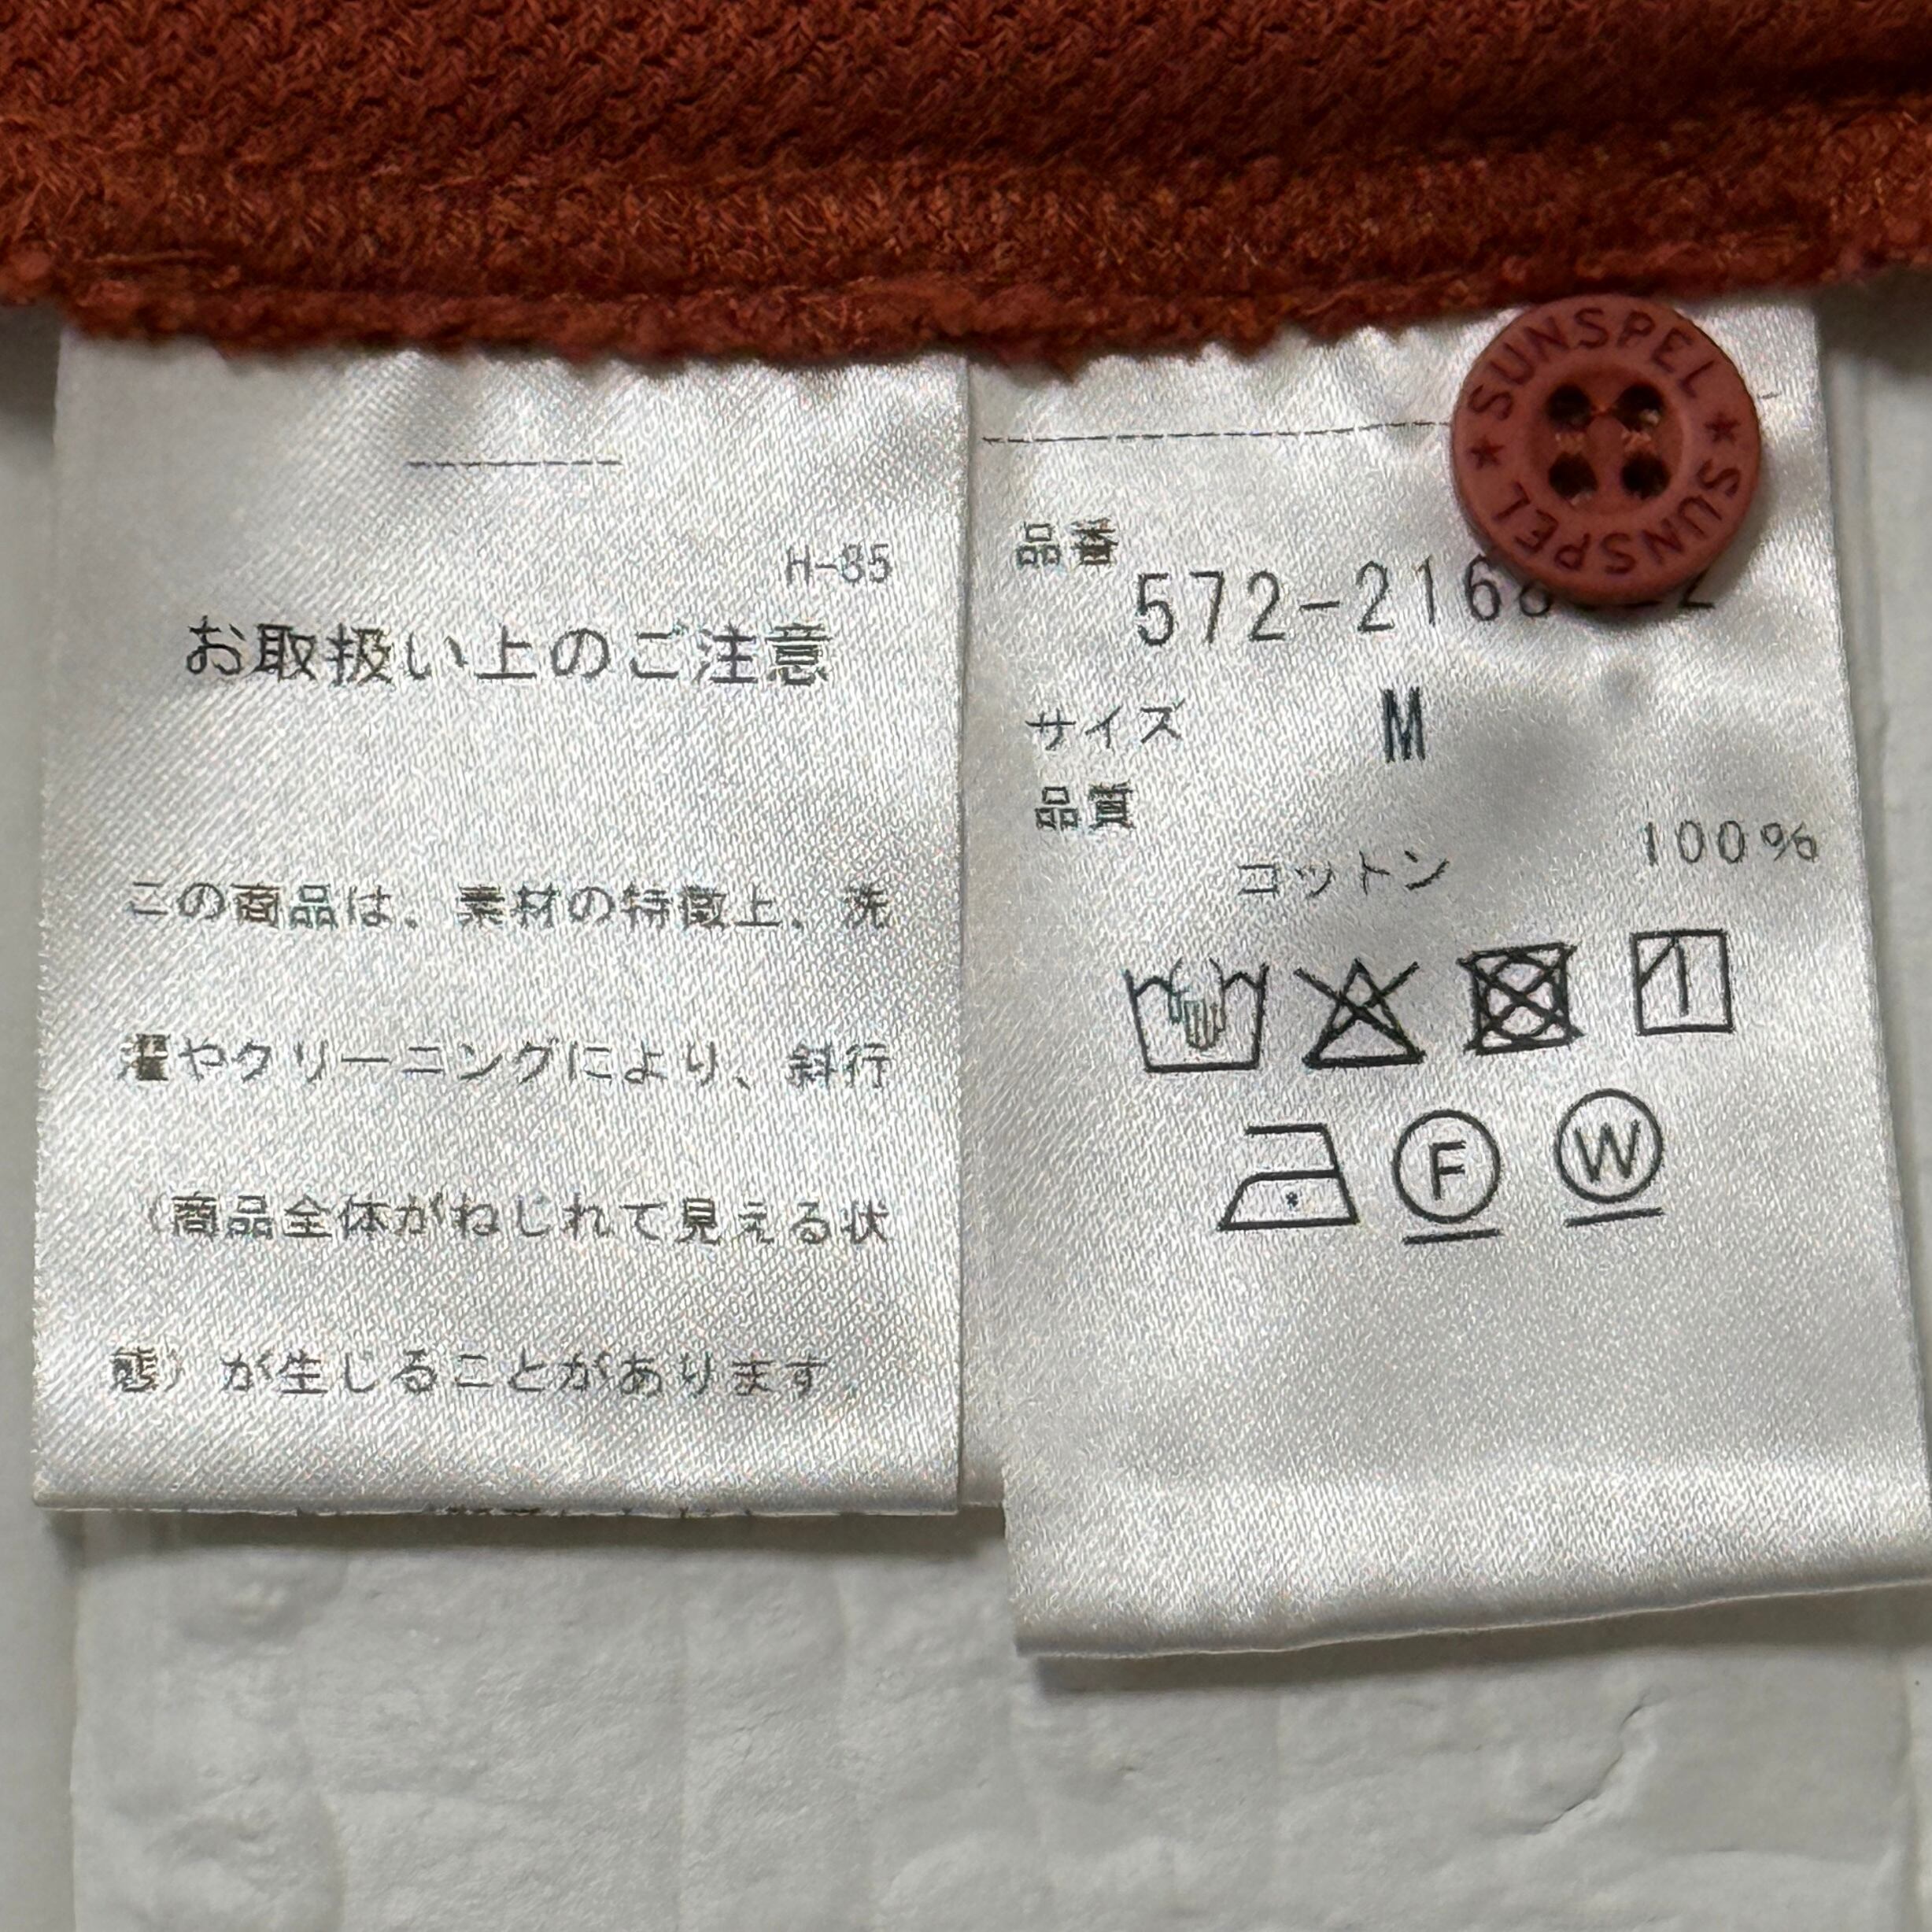 H-35
お取扱い上のご注意
この商品は、素材の特徴上、洗
濯やクリーニングにより、斜行
（商品全体がねじれて見える状
態）が生じることがあります。
SUNSPEL ★ SUNSPEL ★
品番
572-2168
サイズ M
品質
コットン 100%
F W